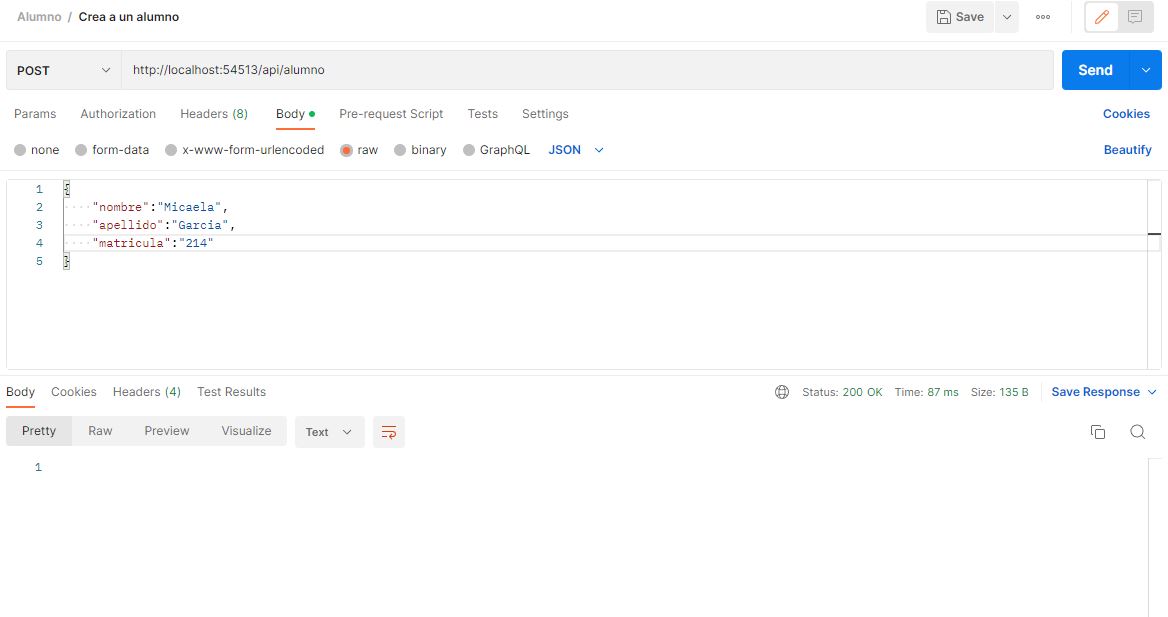 Alumno / Crea a un alumno Save
POST http://localhost:54513/api/alumno Send
Params Authorization Headers (8) Body Pre-request Script Tests Settings Cookies
none form-data x-www-form-urlencoded raw binary GraphQL JSON Beautify
1 {
2 "nombre":"Micaela",
3 "apellido":"Garcia",
4 "matricula":"214"
5 }
Body Cookies Headers (4) Test Results Status: 200 OK Time: 87 ms Size: 135 B Save Response
Pretty Raw Preview Visualize Text
1